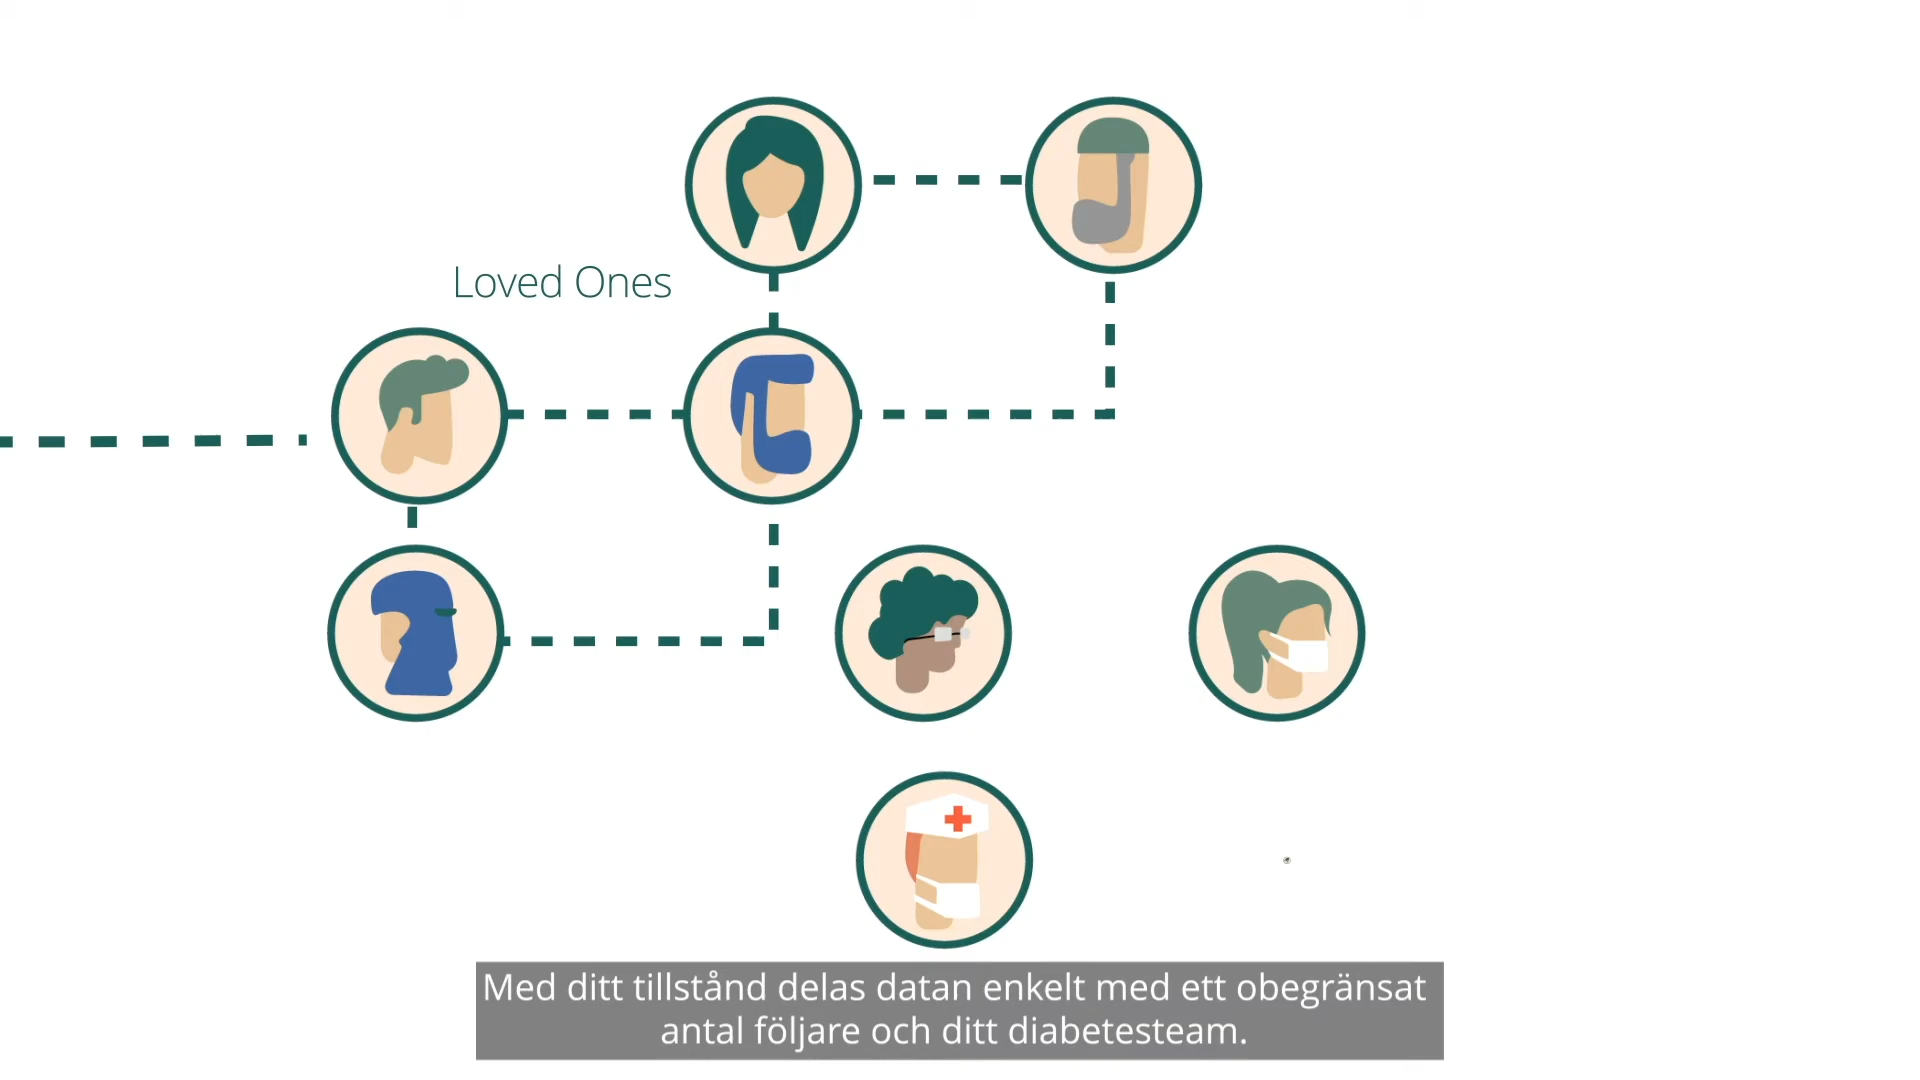 Loved Ones
Med ditt tillstånd delas datan enkelt med ett obegränsat
antal följare och ditt diabetesteam.